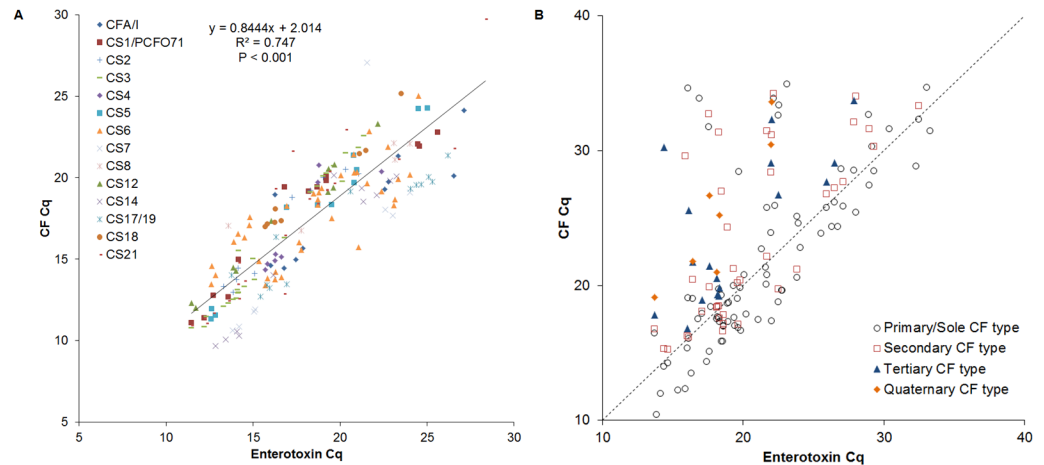 A
B
y = 0.8444x + 2.014
R² = 0.747
P < 0.001
CFA/I
CS1/PCFO71
CS2
CS3
CS4
CS5
CS6
CS7
CS8
CS12
CS14
CS17/19
CS18
CS21
30
25
20
15
10
5
CF Cq
5
10
15
20
25
30
Enterotoxin Cq
40
30
20
10
CF Cq
Primary/Sole CF type
Secondary CF type
Tertiary CF type
Quaternary CF type
10
20
30
40
Enterotoxin Cq